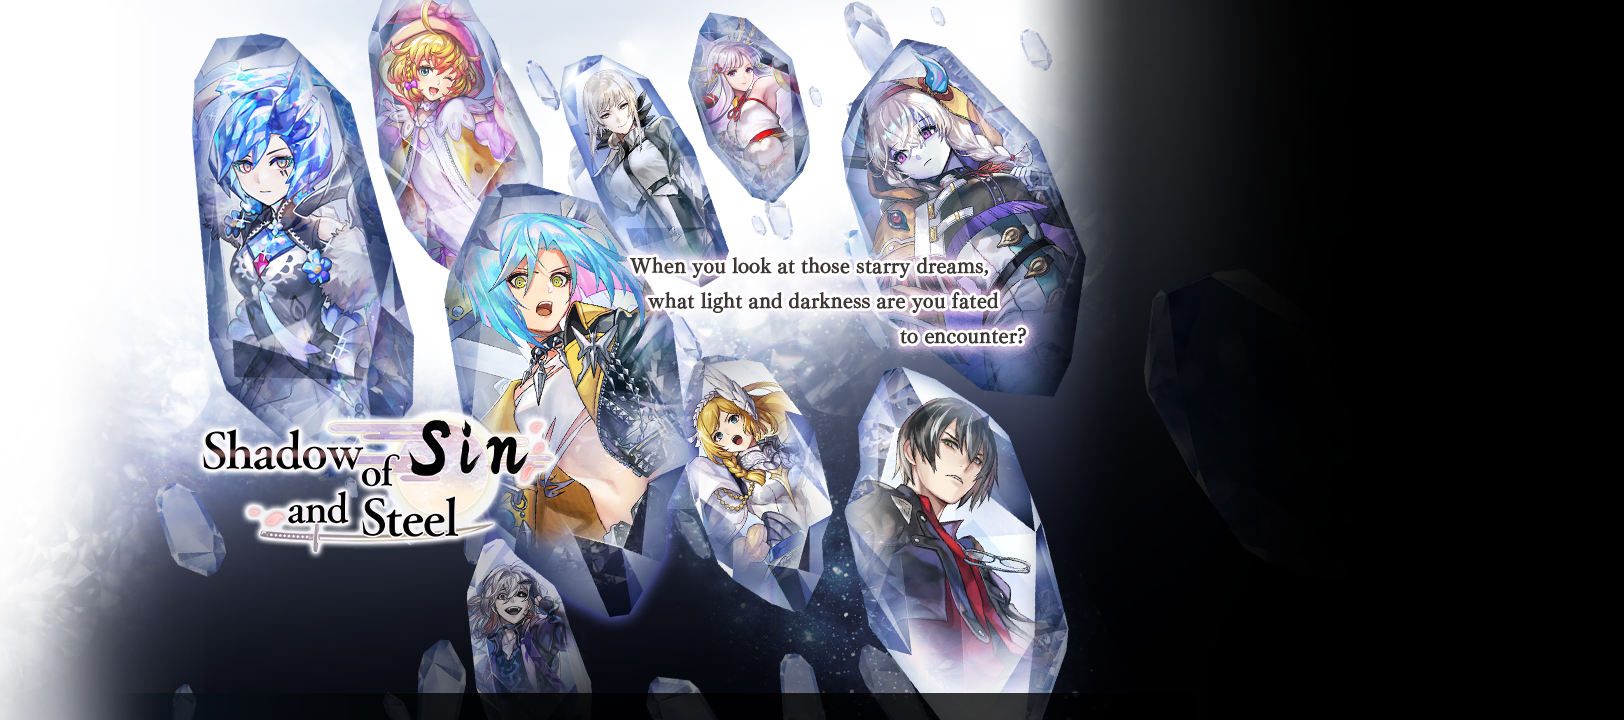 When you look at those starry dreams,
what light and darkness are you fated
to encounter?
Shadow of Sin
and Steel